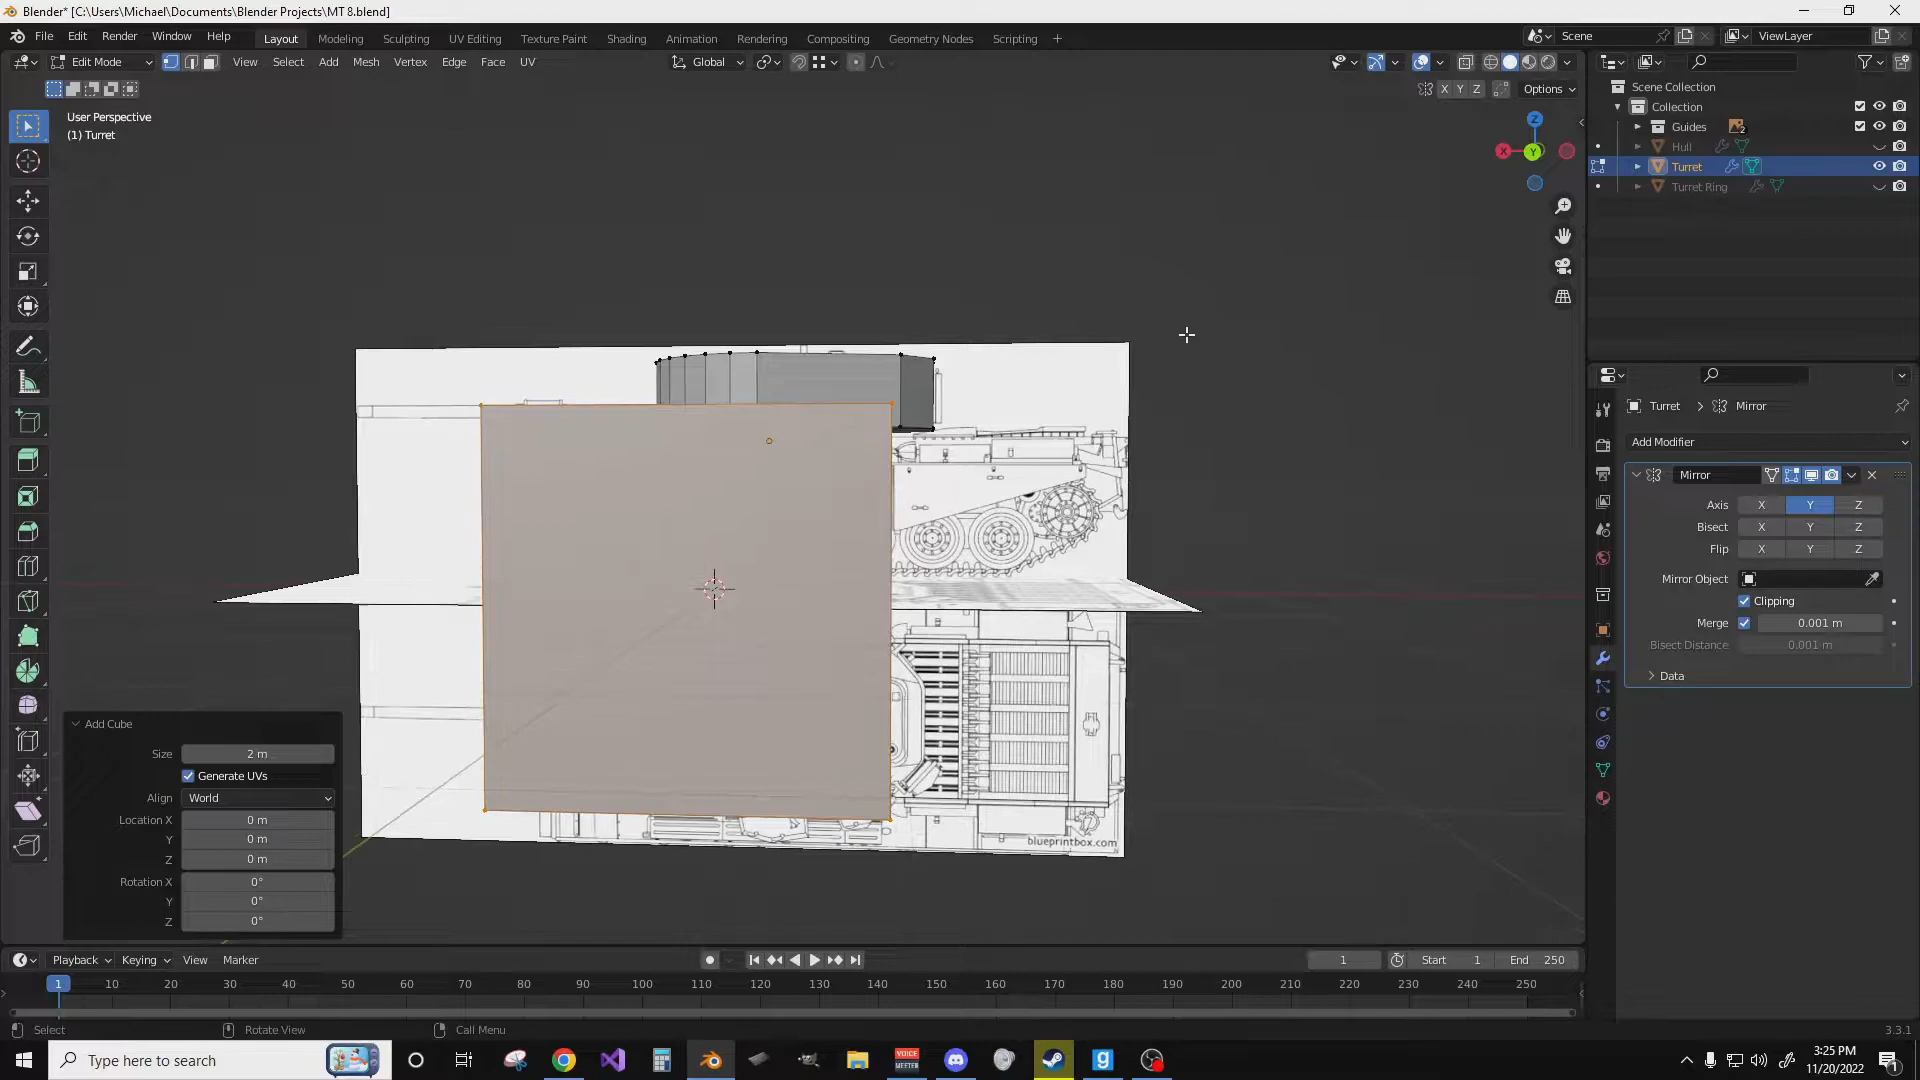 Blender* [C:\Users\Michael\Documents\Blender Projects\MT 8.blend]
File Edit Render Window Help
Layout Modeling Sculpting UV Editing Texture Paint Shading Animation Rendering Compositing Geometry Nodes Scripting +
Scene
ViewLayer
Edit Mode
View Select Add Mesh Vertex Edge Face UV
Global
X Y Z
Options
User Perspective
(1) Turret
Z
X
Y
Scene Collection
Collection
Guides 2
Hull
Turret
Turret Ring
Turret > Mirror
Add Modifier
Mirror
Axis X Y Z
Bisect X Y Z
Flip X Y Z
Mirror Object
Clipping
Merge 0.001 m
Bisect Distance 0.001 m
Data
blueprintbox.com
Add Cube
Size 2 m
Generate UVs
Align World
Location X 0 m
Y 0 m
Z 0 m
Rotation X 0°
Y 0°
Z 0°
Playback Keying View Marker
1
Start 1
End 250
1 10 20 30 40 50 60 70 80 90 100 110 120 130 140 150 160 170 180 190 200 210 220 230 240 250
Select
Rotate View
Call Menu
3.3.1
Type here to search
VOICE
MEETER
3:25 PM
11/20/2022
1